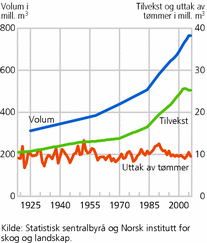 Volum i
mill. m³
Tilvekst og uttak av
tømmer i mill. m³
800
40
600
30
400
20
200
10
0
0
Volum
Tilvekst
Uttak av tømmer
1925
1940
1955
1970
1985
2000
Kilde: Statistisk sentralbyrå og Norsk institutt for
skog og landskap.